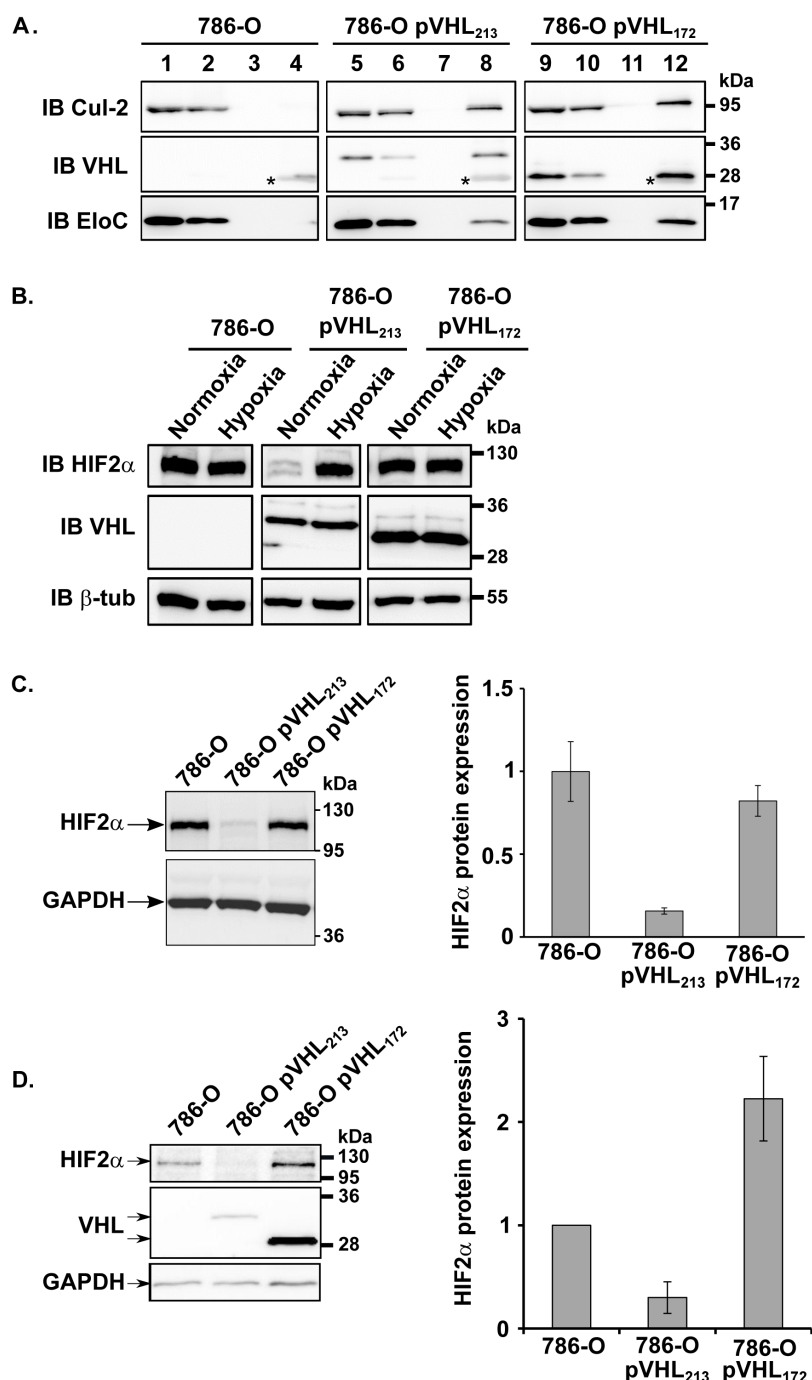 A.
786-O 786-O pVHL213 786-O pVHL172
1 2 3 4 5 6 7 8 9 10 11 12 kDa
IB Cul-2 95
36
IB VHL * * * 28
17
IB EloC
B.
786-O 786-O pVHL213 786-O pVHL172
Normoxia Hypoxia Normoxia Hypoxia Normoxia Hypoxia kDa
IB HIF2α 130
36
IB VHL
28
IB β-tub 55
C.
786-O 786-O pVHL213 786-O pVHL172
kDa
130
HIF2α
95
GAPDH
36
HIF2α protein expression
1.5
1
0.5
0
786-O 786-O pVHL213 786-O pVHL172
D.
786-O 786-O pVHL213 786-O pVHL172
kDa
HIF2α 130
95
36
VHL
28
GAPDH
HIF2α protein expression
3
2
1
0
786-O 786-O pVHL213 786-O pVHL172